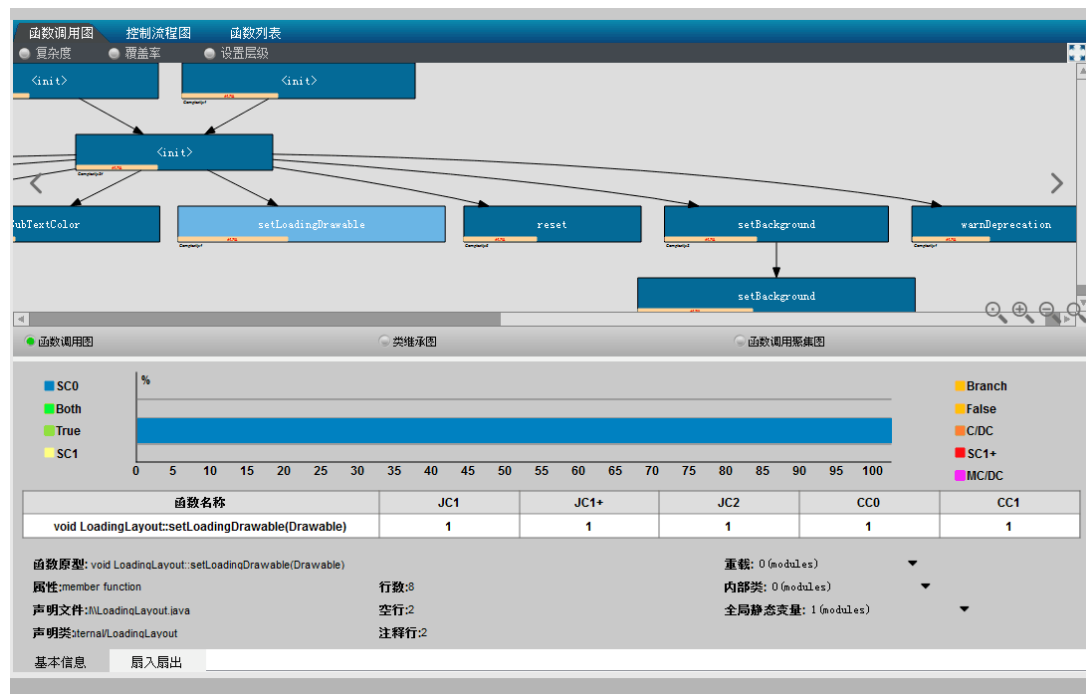 函数调用图 控制流程图 函数列表
复杂度 覆盖率 设置层级
<init> <init>
<init>
ubTextColor setLoadingDrawable reset setBackground warnDeprecation
setBackground
函数调用图 类继承图 函数调用聚集图
%
SC0 Branch
Both False
True C/DC
SC1 SC1+
MC/DC
0 5 10 15 20 25 30 35 40 45 50 55 60 65 70 75 80 85 90 95 100
函数名称 JC1 JC1+ JC2 CC0 CC1
void LoadingLayout::setLoadingDrawable(Drawable) 1 1 1 1 1
函数原型: void LoadingLayout::setLoadingDrawable(Drawable) 重载: 0(modules)
属性:member function 行数:8 内部类: 0(modules)
声明文件:\LoadingLayout.java 空行:2 全局静态变量: 1(modules)
声明类:ternal/LoadingLayout 注释行:2
基本信息 扇入扇出